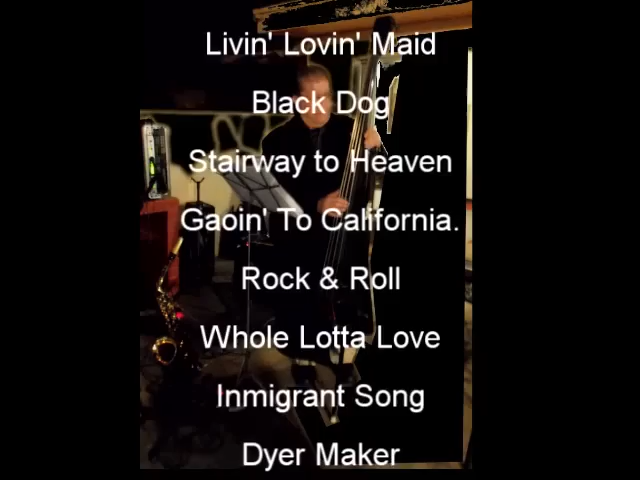 Livin' Lovin' Maid
Black Dog
Stairway to Heaven
Gaoin' To California.
Rock & Roll
Whole Lotta Love
Inmigrant Song
Dyer Maker